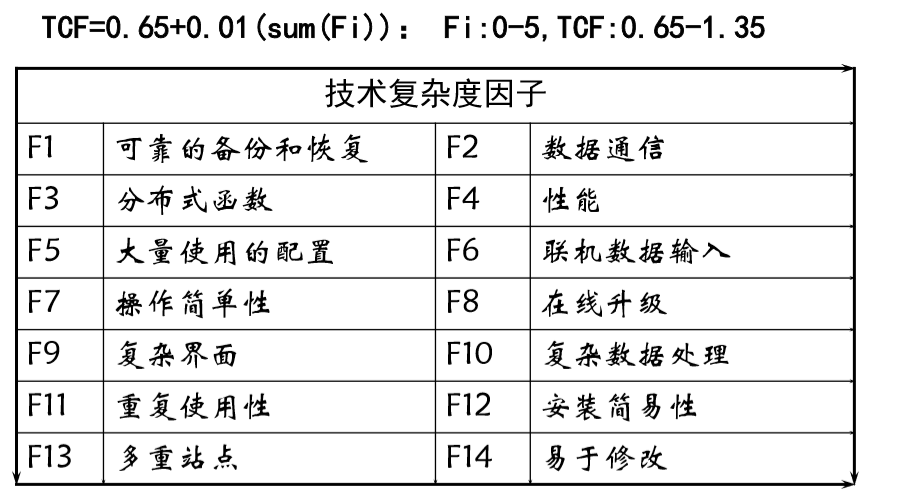 TCF=0.65+0.01(sum(Fi)): Fi:0-5,TCF:0.65-1.35
技术复杂度因子
F1 可靠的备份和恢复 F2 数据通信
F3 分布式函数 F4 性能
F5 大量使用的配置 F6 联机数据输入
F7 操作简单性 F8 在线升级
F9 复杂界面 F10 复杂数据处理
F11 重复使用性 F12 安装简易性
F13 多重站点 F14 易于修改